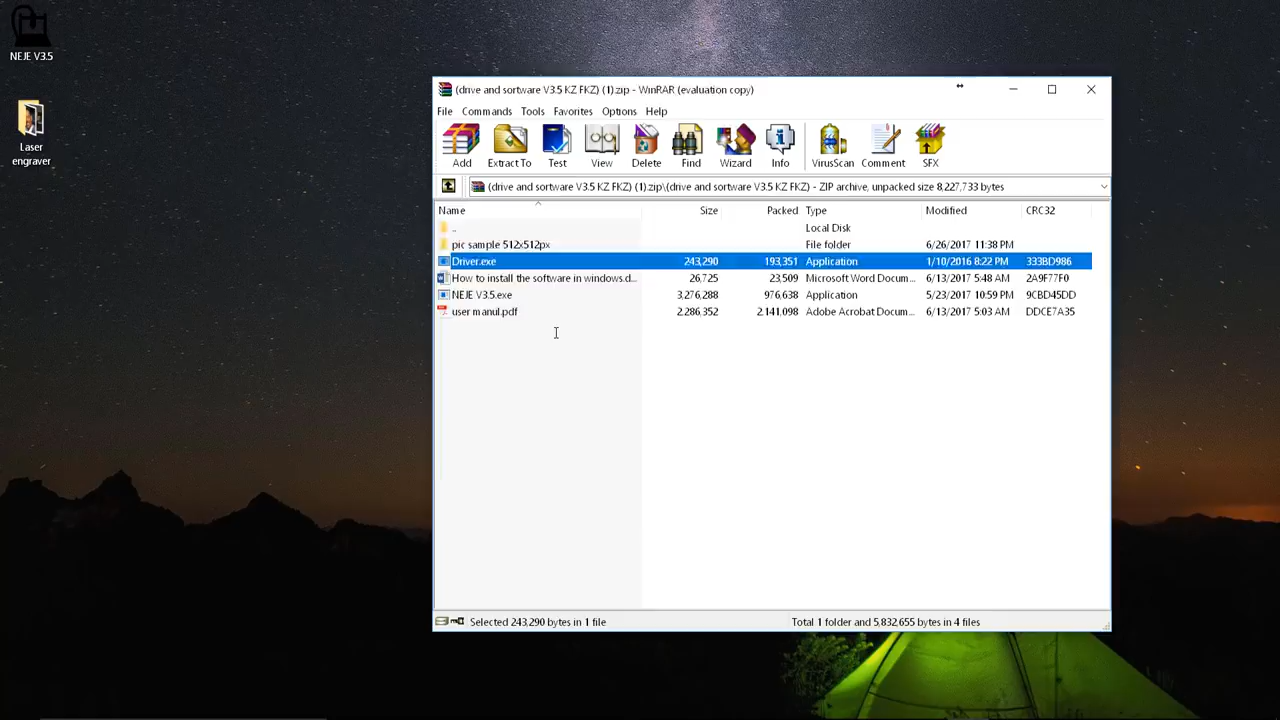 NEJE V3.5
Laser
engraver
(drive and sortware V3.5 KZ FKZ) (1).zip - WinRAR (evaluation copy)
File Commands Tools Favorites Options Help
Add Extract To Test View Delete Find Wizard Info VirusScan Comment SFX
(drive and sortware V3.5 KZ FKZ) (1).zip\(drive and sortware V3.5 KZ FKZ) - ZIP archive, unpacked size 8,227,733 bytes
Name Size Packed Type Modified CRC32
.. Local Disk
pic sample 512x512px File folder 6/26/2017 11:38 PM
Driver.exe 243,290 193,351 Application 1/10/2016 8:22 PM 333BD986
How to install the software in windows.d... 26,725 23,509 Microsoft Word Docum... 6/13/2017 5:48 AM 2A9F77F0
NEJE V3.5.exe 3,276,288 976,638 Application 5/23/2017 10:59 PM 9CBD45DD
user manul.pdf 2,286,352 2,141,098 Adobe Acrobat Docum... 6/13/2017 5:03 AM DDCE7A35
Selected 243,290 bytes in 1 file Total 1 folder and 5,832,655 bytes in 4 files